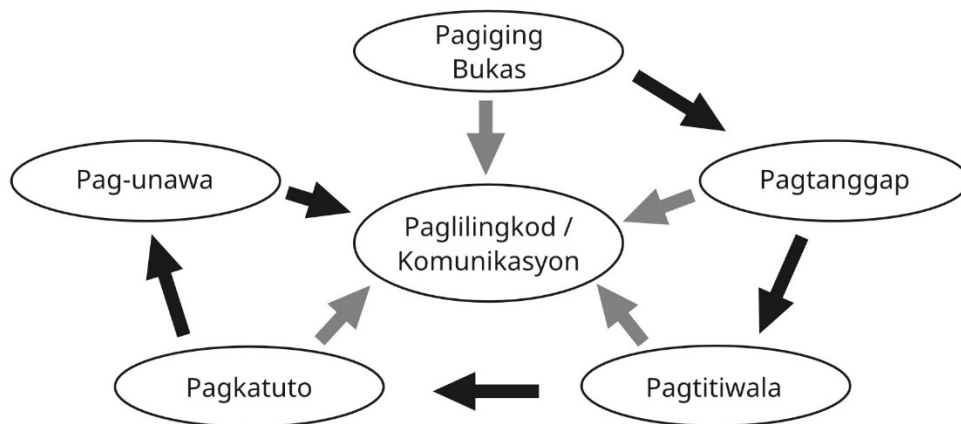 Pagiging
Bukas
Pag-unawa
Pagtanggap
Paglilingkod /
Komunikasyon
Pagkatuto
Pagtitiwala